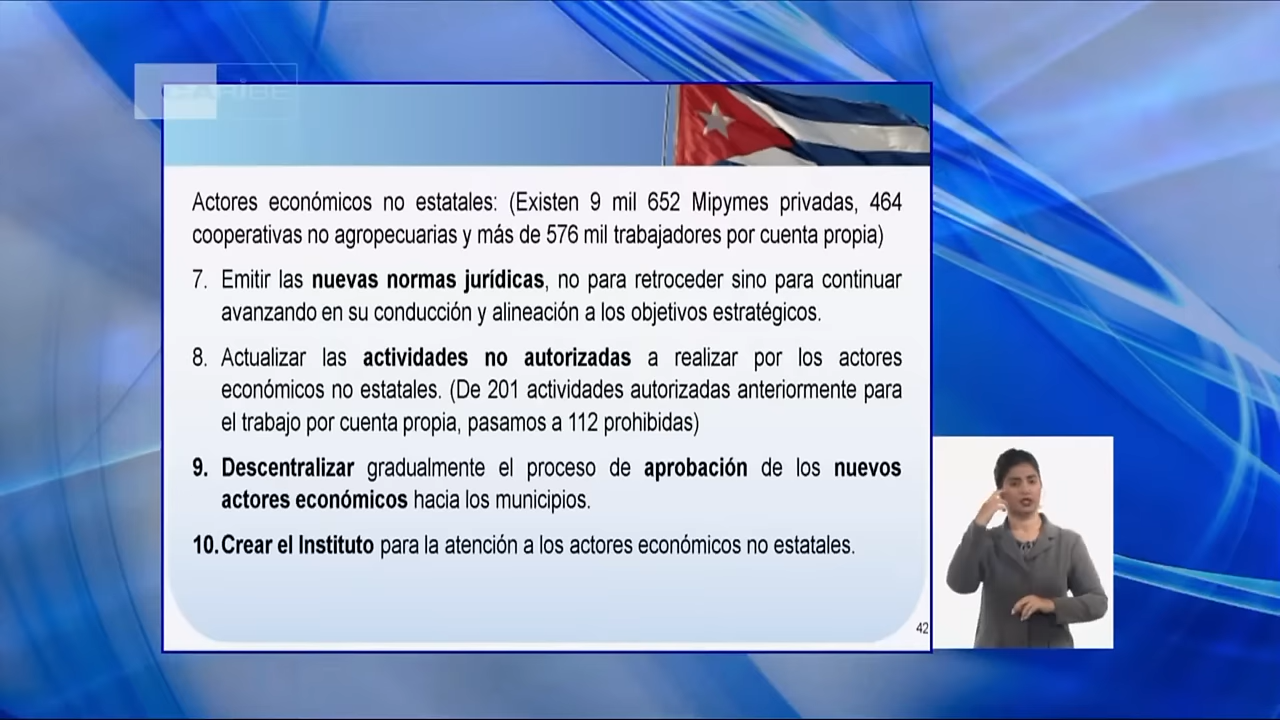 CARIBE
Actores económicos no estatales: (Existen 9 mil 652 Mipymes privadas, 464
cooperativas no agropecuarias y más de 576 mil trabajadores por cuenta propia)
7. Emitir las nuevas normas jurídicas, no para retroceder sino para continuar
avanzando en su conducción y alineación a los objetivos estratégicos.
8. Actualizar las actividades no autorizadas a realizar por los actores
económicos no estatales. (De 201 actividades autorizadas anteriormente para
el trabajo por cuenta propia, pasamos a 112 prohibidas)
9. Descentralizar gradualmente el proceso de aprobación de los nuevos
actores económicos hacia los municipios.
10. Crear el Instituto para la atención a los actores económicos no estatales.
42